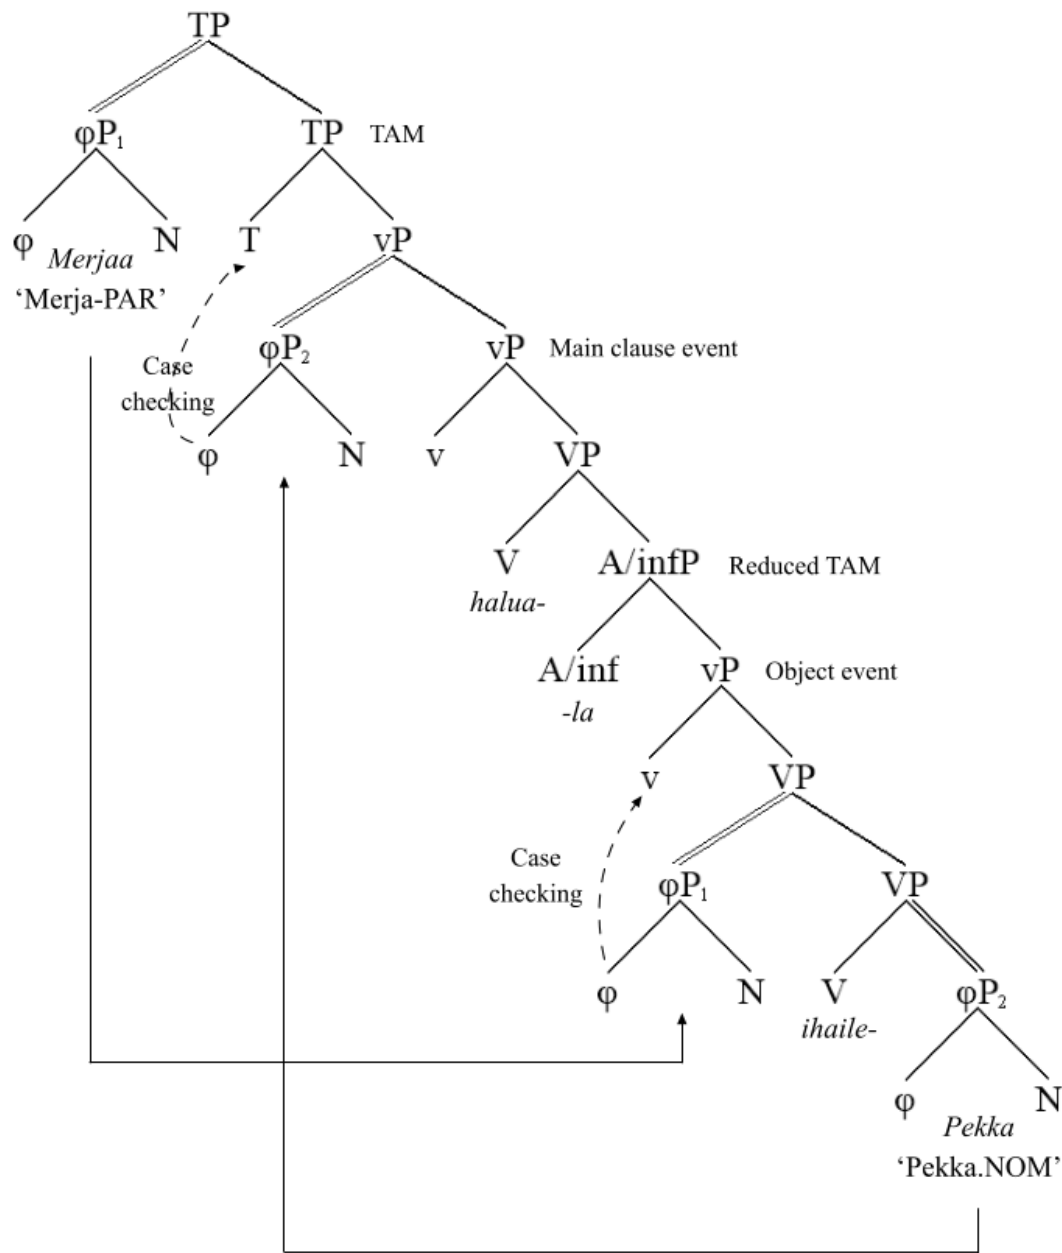 TP
φP₁ TP TAM
φ N T vP
Merjaa
‘Merja-PAR’
φP₂ vP Main clause event
Case
checking
φ N v VP
V A/infP Reduced TAM
halua-
A/inf vP Object event
-la
v VP
Case
checking
φP₁ VP
φ N V φP₂
ihaile-
φ N
Pekka
‘Pekka.NOM’